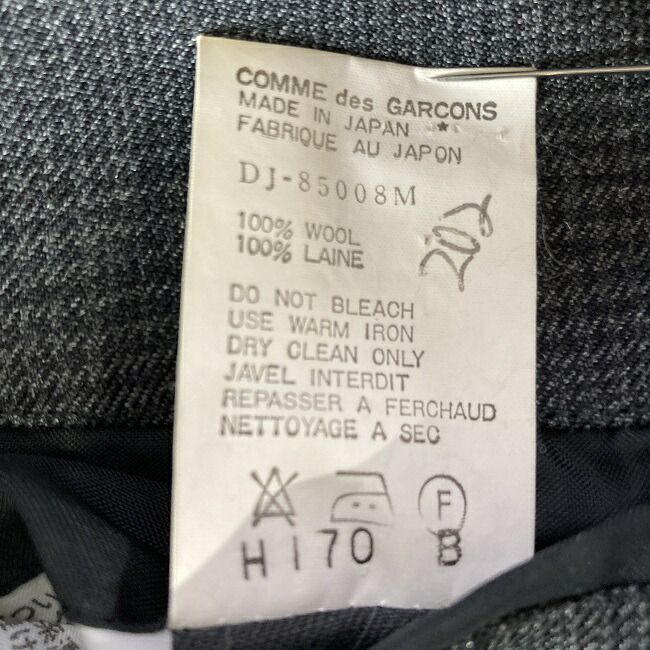 COMME des GARCONS
MADE IN JAPAN *
FABRIQUE AU JAPON
DJ-85008M
100% WOOL
100% LAINE
DO NOT BLEACH
USE WARM IRON
DRY CLEAN ONLY
JAVEL INTERDIT
REPASSER A FERCHAUD
NETTOYAGE A SEC
F
H170 B